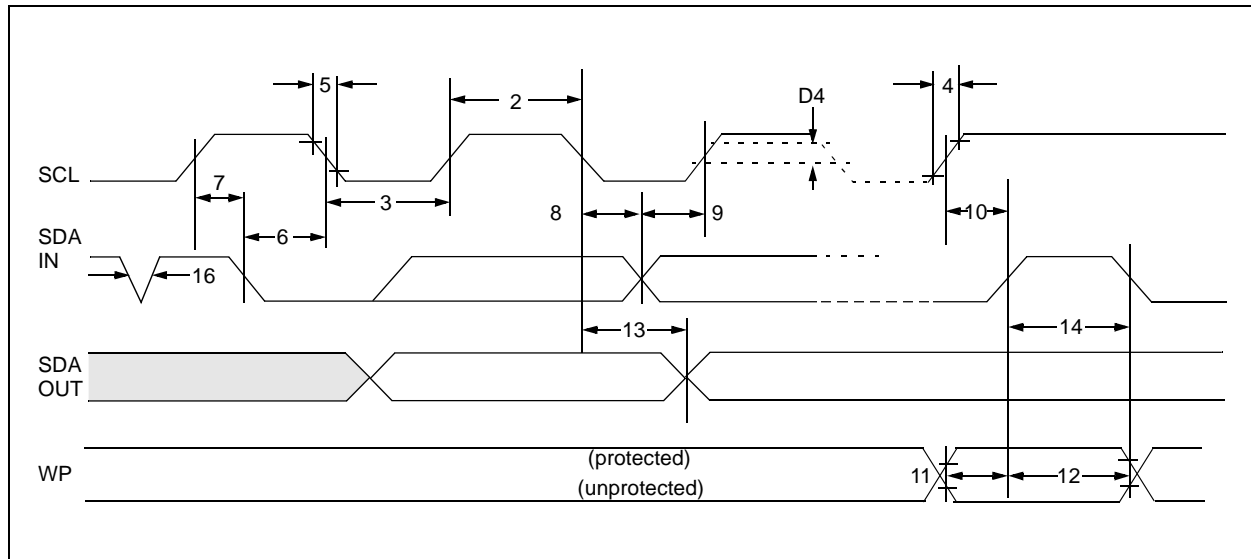 5
2
D4
4
SCL
7
3
8
9
10
6
SDA
IN
16
13
14
SDA
OUT
WP
(protected)
(unprotected)
11
12